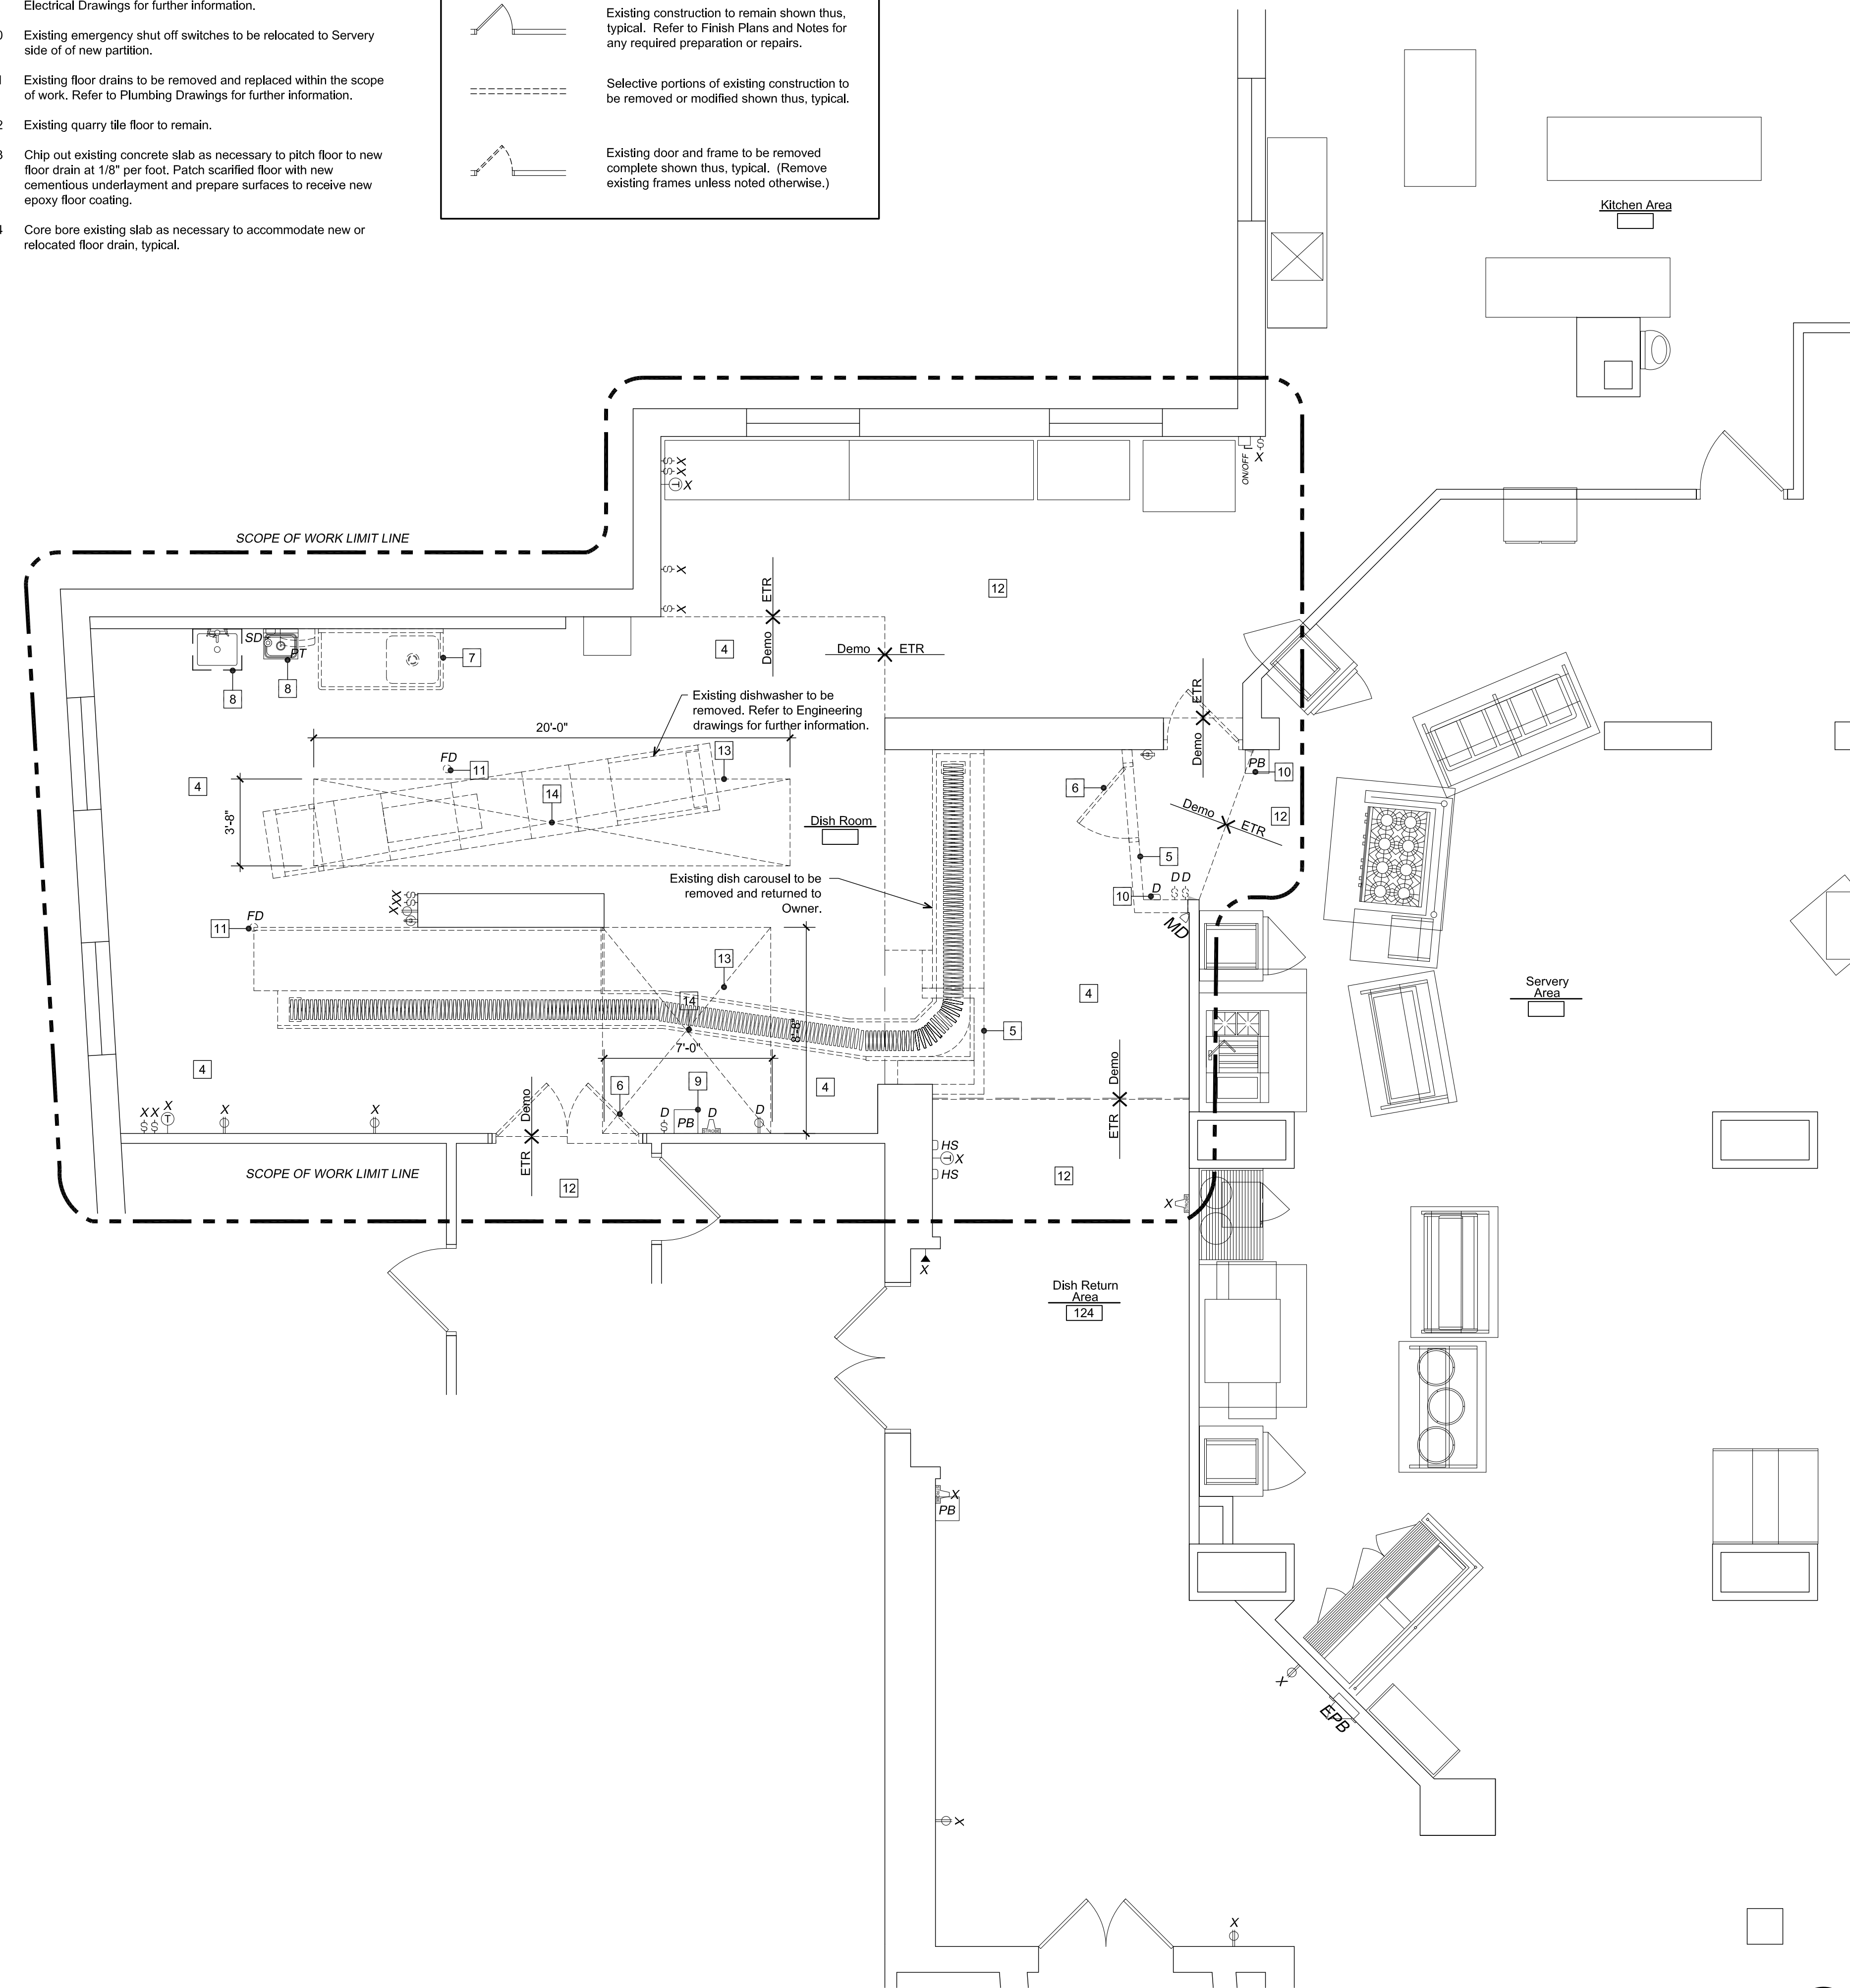 Electrical Drawings for further information.
0 Existing emergency shut off switches to be relocated to Servery
side of of new partition.
Existing floor drains to be removed and replaced within the scope
of work. Refer to Plumbing Drawings for further information.
2 Existing quarry tile floor to remain.
3 Chip out existing concrete slab as necessary to pitch floor to new
floor drain at 1/8" per foot. Patch scarified floor with new
cementious underlayment and prepare surfaces to receive new
epoxy floor coating.
4 Core bore existing slab as necessary to accommodate new or
relocated floor drain, typical.
Existing construction to remain shown thus,
typical. Refer to Finish Plans and Notes for
any required preparation or repairs.
Selective portions of existing construction to
be removed or modified shown thus, typical.
Existing door and frame to be removed
complete shown thus, typical. (Remove
existing frames unless noted otherwise.)
Kitchen Area
SCOPE OF WORK LIMIT LINE
S X
S X
T X
ON/OFF
S
X
S X
S X
12
ETR
Demo
4
Demo ETR
SD
PT
7
8
8
Existing dishwasher to be
removed. Refer to Engineering
drawings for further information.
20'-0"
ETR
Demo
FD
11
13
PB
10
4
6
14
3'-8"
Dish Room
Demo ETR
12
5
Existing dish carousel to be
removed and returned to
Owner.
D D
10
D
MD
XXX
FD
11
13
4
Servery
Area
14
8'-8"
5
7'-0"
4
6
9
4
Demo
ETR
Demo
ETR
X X X
S S T
X
X
D
S
PB
D
STROBE
D
HS
T X
HS
SCOPE OF WORK LIMIT LINE
12
12
X
X
Dish Return
Area
124
X
PB
X
EPB
X
X